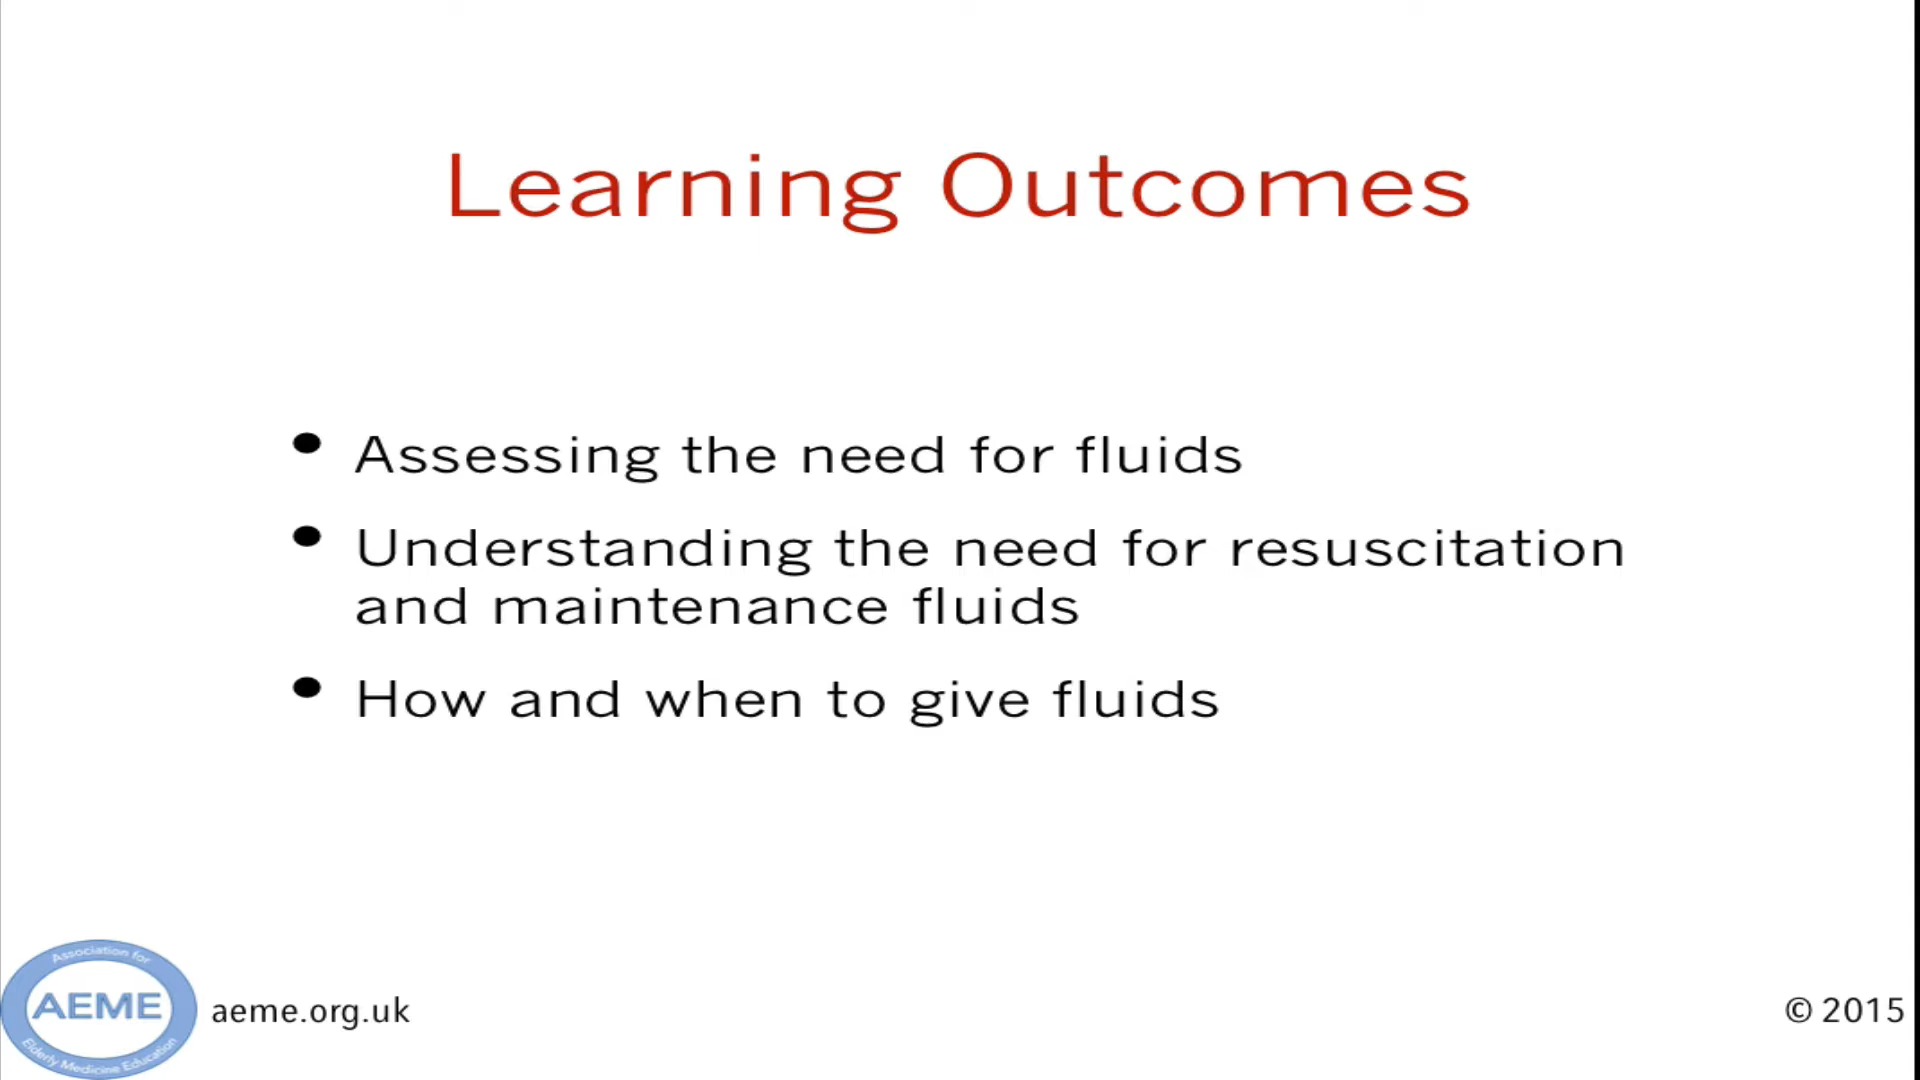 Learning Outcomes
• Assessing the need for fluids
• Understanding the need for resuscitation
and maintenance fluids
• How and when to give fluids
Association for
AEME
Elderly Medicine Education
aeme.org.uk
© 2015